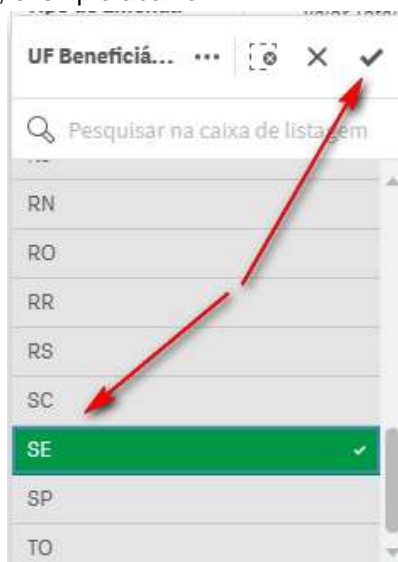 UF Beneficiá... •••
Pesquisar na caixa de listagem
RN
RO
RR
RS
SC
SE
SP
TO